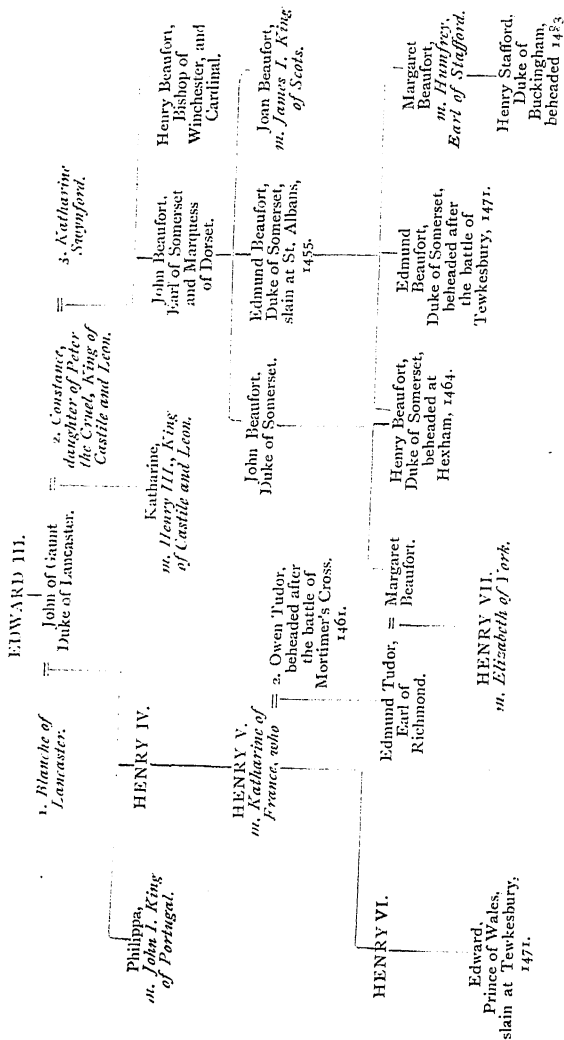 EDWARD III.
1. Blanche of
Lancaster.
=
John of Gaunt
Duke of Lancaster.
=
2. Constance,
daughter of Peter
the Cruel, King of
Castile and Leon.
=
3. Katharine
Swynford.
Philippa,
m. John I. King
of Portugal.
HENRY IV.
Katharine,
m. Henry III., King
of Castile and Leon.
John Beaufort.
Earl of Somerset
and Marquess
of Dorset.
Henry Beaufort,
Bishop of
Winchester, and
Cardinal.
HENRY V.
m. Katharine of
France, who
= 2. Owen Tudor,
beheaded after
the battle of
Mortimer's Cross.
1461.
John Beaufort.
Duke of Somerset.
Edmund Beaufort,
Duke of Somerset,
slain at St. Albans,
1455.
Joan Beaufort,
m. James I. King
of Scots.
HENRY VI.
Edmund Tudor,
Earl of
Richmond.
=
Margaret
Beaufort.
Henry Beaufort,
Duke of Somerset,
beheaded at
Hexham, 1464.
Edmund
Beaufort,
Duke of Somerset,
beheaded after
the battle of
Tewkesbury, 1471.
Margaret
Beaufort,
m. Humfrey,
Earl of Stafford.
Edward,
Prince of Wales,
slain at Tewkesbury,
1471.
HENRY VII.
m. Elizabeth of York.
Henry Stafford.
Duke of
Buckingham,
beheaded 1483